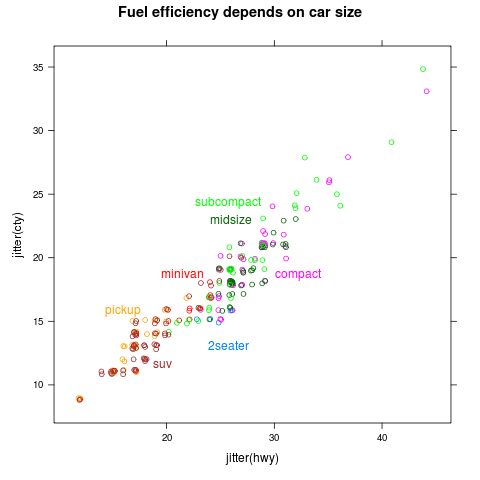 Fuel efficiency depends on car size
35
30
25
20
15
10
jitter(cty)
subcompact
midsize
minivan
compact
pickup
2seater
suv
20
30
40
jitter(hwy)